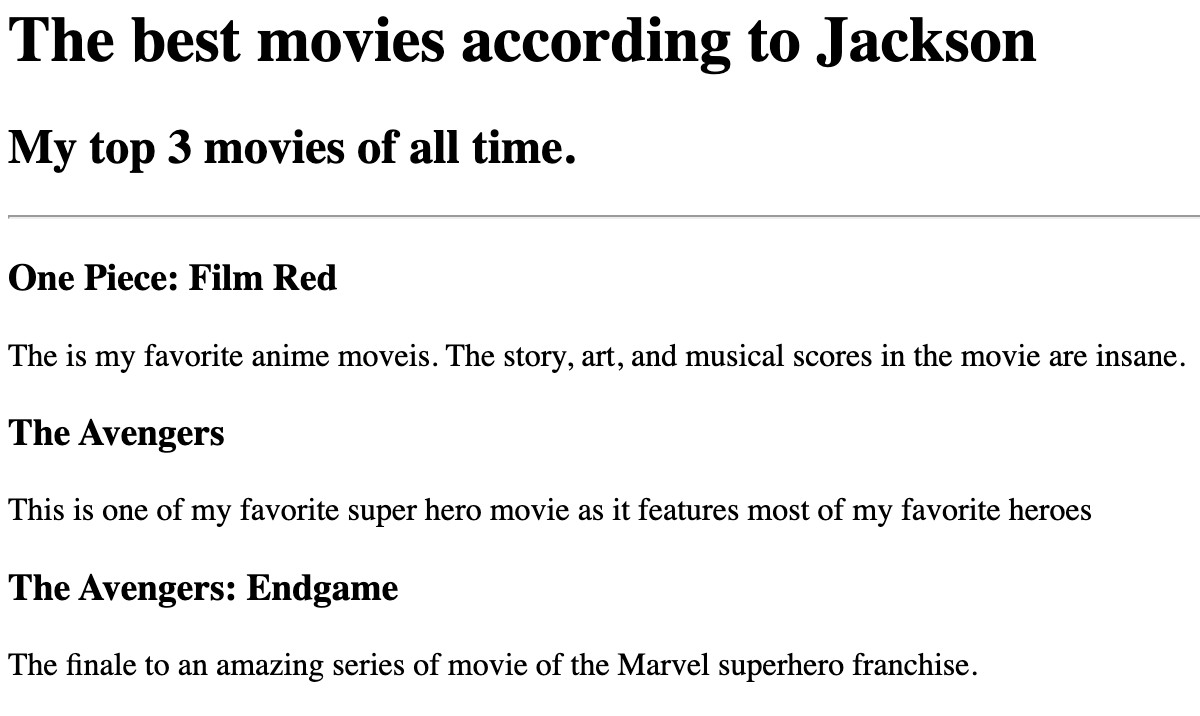 The best movies according to Jackson
My top 3 movies of all time.
One Piece: Film Red
The is my favorite anime moveis. The story, art, and musical scores in the movie are insane.
The Avengers
This is one of my favorite super hero movie as it features most of my favorite heroes
The Avengers: Endgame
The finale to an amazing series of movie of the Marvel superhero franchise.